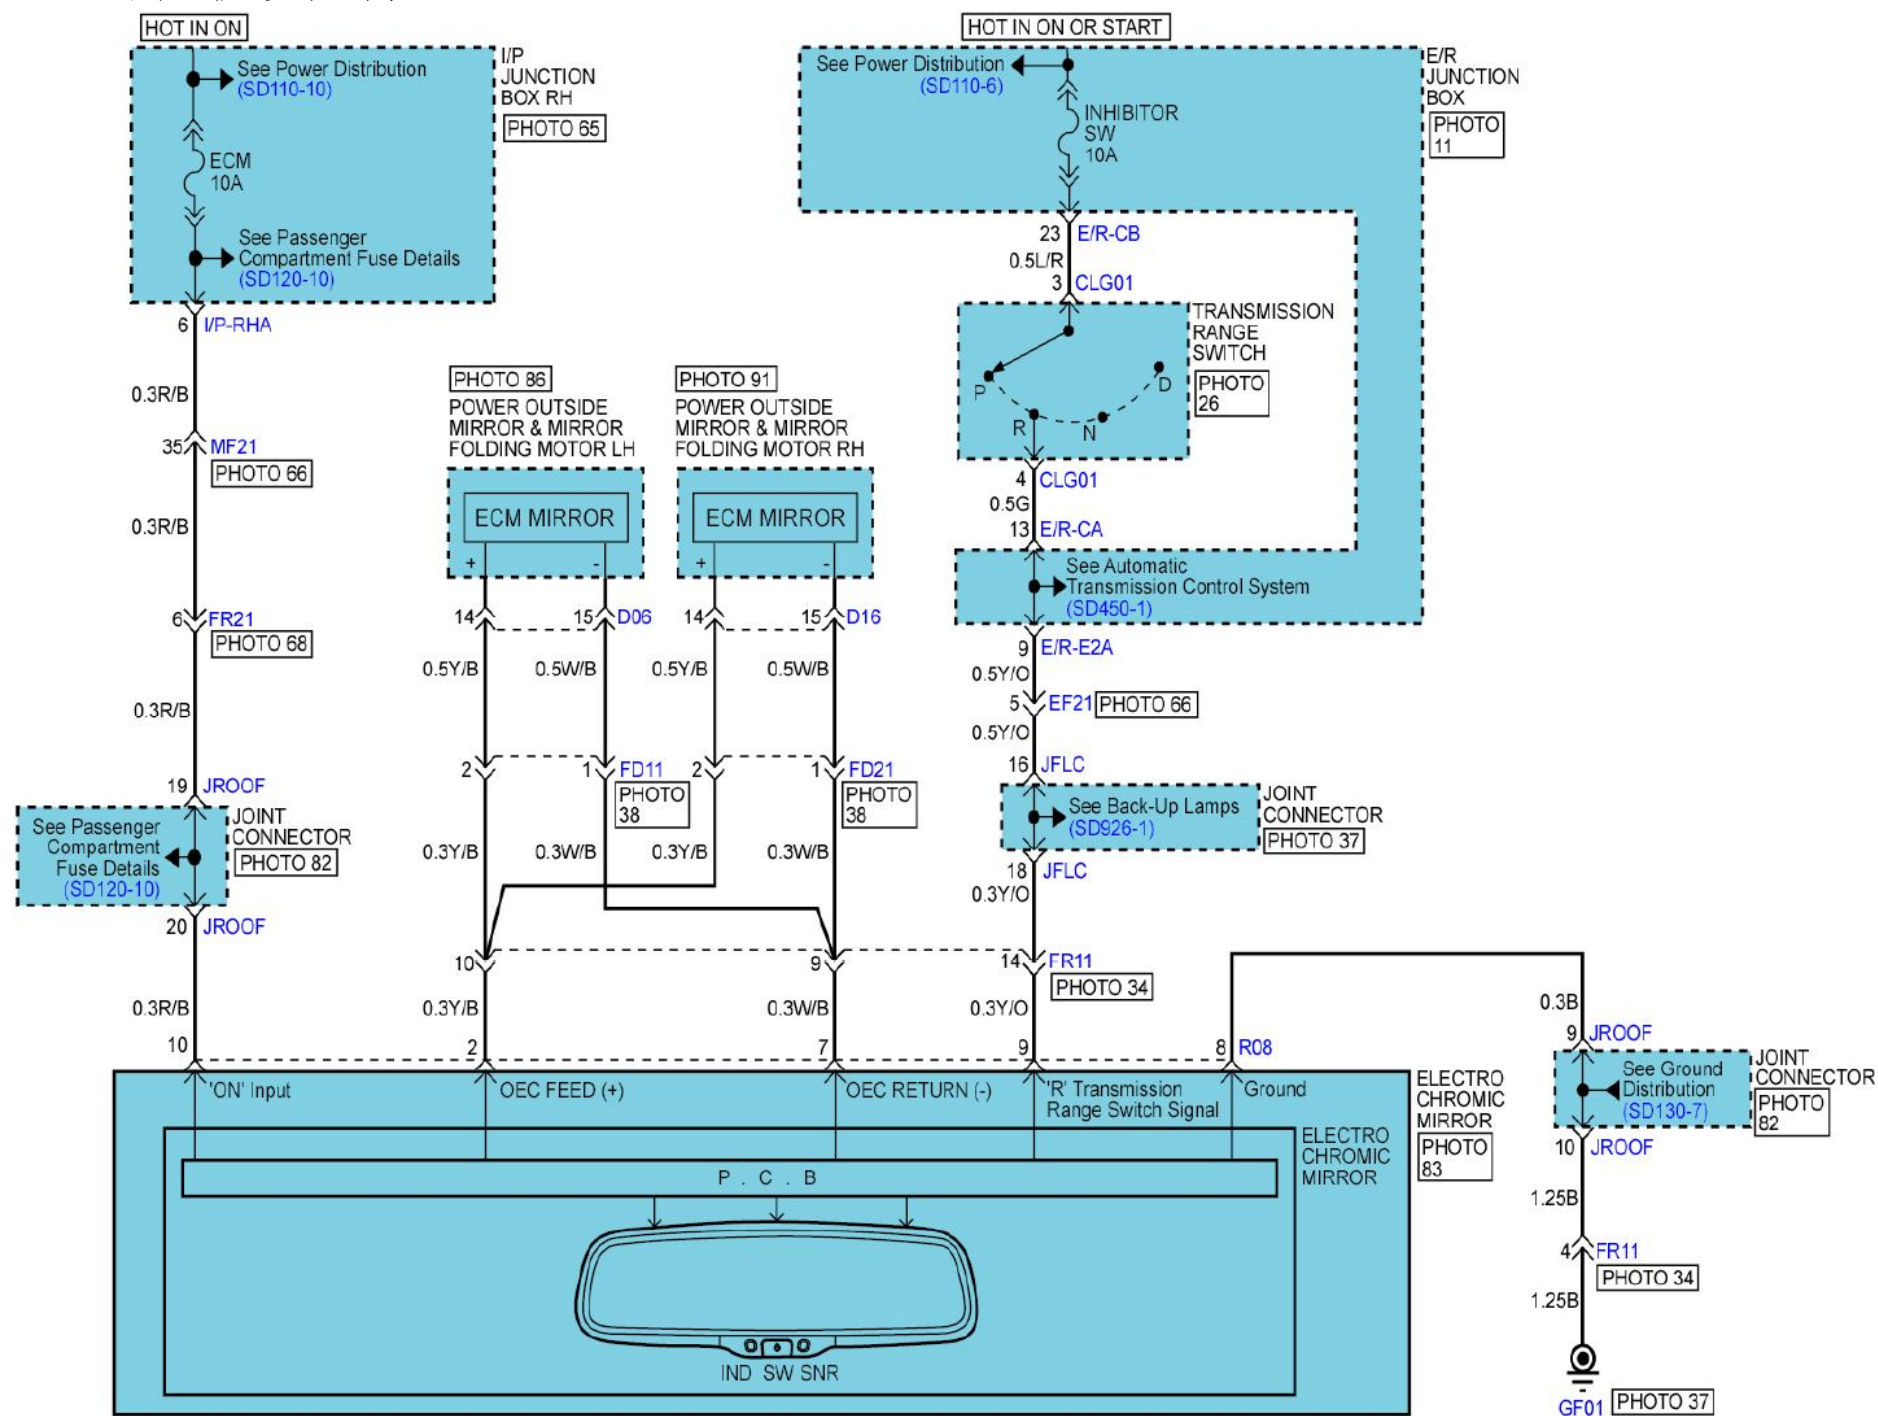 HOT IN ON
See Power Distribution
(SD110-10)
ECM
10A
See Passenger
Compartment Fuse Details
(SD120-10)
I/P
JUNCTION
BOX RH
PHOTO 65
6 I/P-RHA
0.3R/B
35 MF21
PHOTO 66
0.3R/B
6 FR21
PHOTO 68
0.3R/B
19 JROOF
See Passenger
Compartment
Fuse Details
(SD120-10)
JOINT
CONNECTOR
PHOTO 82
20 JROOF
0.3R/B
10
PHOTO 86
POWER OUTSIDE
MIRROR & MIRROR
FOLDING MOTOR LH
ECM MIRROR
+ -
14 15 D06
0.5Y/B 0.5W/B
2 1 FD11
PHOTO
38
0.3Y/B 0.3W/B
PHOTO 91
POWER OUTSIDE
MIRROR & MIRROR
FOLDING MOTOR RH
ECM MIRROR
+ -
14 15 D16
0.5Y/B 0.5W/B
2 1 FD21
PHOTO
38
0.3Y/B 0.3W/B
10 9 14 FR11
PHOTO 34
0.3Y/B 0.3W/B 0.3Y/O
2 7 9 8 R08
HOT IN ON OR START
See Power Distribution
(SD110-6)
INHIBITOR
SW
10A
E/R
JUNCTION
BOX
PHOTO
11
23 E/R-CB
0.5L/R
3 CLG01
TRANSMISSION
RANGE
SWITCH
PHOTO
26
P
R
N
D
4 CLG01
0.5G
13 E/R-CA
See Automatic
Transmission Control System
(SD450-1)
9 E/R-E2A
0.5Y/O
5 EF21 PHOTO 66
0.5Y/O
16 JFLC
See Back-Up Lamps
(SD926-1)
JOINT
CONNECTOR
PHOTO 37
18 JFLC
0.3Y/O
0.3B
9 JROOF
See Ground
Distribution
(SD130-7)
JOINT
CONNECTOR
PHOTO
82
10 JROOF
1.25B
4 FR11
PHOTO 34
1.25B
GF01 PHOTO 37
'ON' Input
OEC FEED (+)
OEC RETURN (-)
'R' Transmission
Range Switch Signal
Ground
ELECTRO
CHROMIC
MIRROR
PHOTO
83
ELECTRO
CHROMIC
MIRROR
P . C . B
IND SW SNR